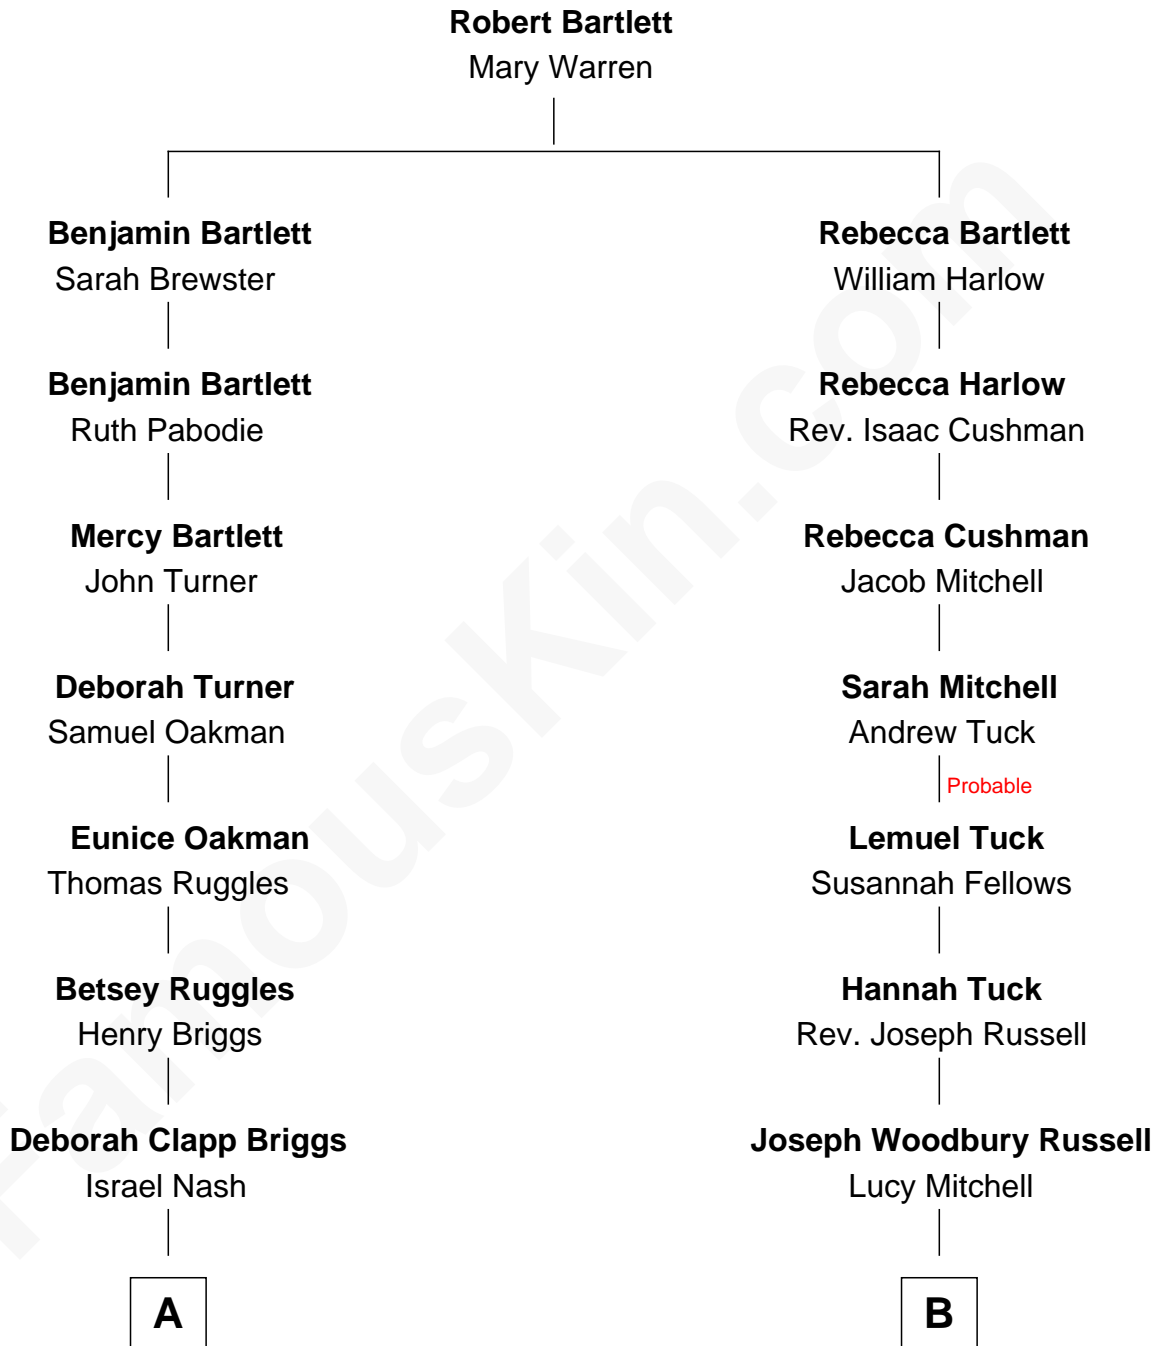 Robert Bartlett
Mary Warren
Benjamin Bartlett
Sarah Brewster
Rebecca Bartlett
William Harlow
Benjamin Bartlett
Ruth Pabodie
Rebecca Harlow
Rev. Isaac Cushman
Mercy Bartlett
John Turner
Rebecca Cushman
Jacob Mitchell
Deborah Turner
Samuel Oakman
Sarah Mitchell
Andrew Tuck
Probable
Eunice Oakman
Thomas Ruggles
Lemuel Tuck
Susannah Fellows
Betsey Ruggles
Henry Briggs
Hannah Tuck
Rev. Joseph Russell
Deborah Clapp Briggs
Israel Nash
Joseph Woodbury Russell
Lucy Mitchell
A
B
FamousKin.com